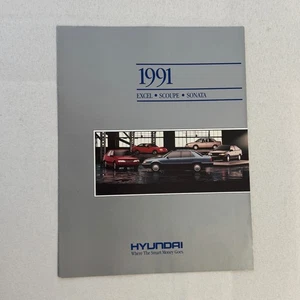 1991
EXCEL • SCOUPE • SONATA
HYUNDAI
Where The Smart Money Goes.